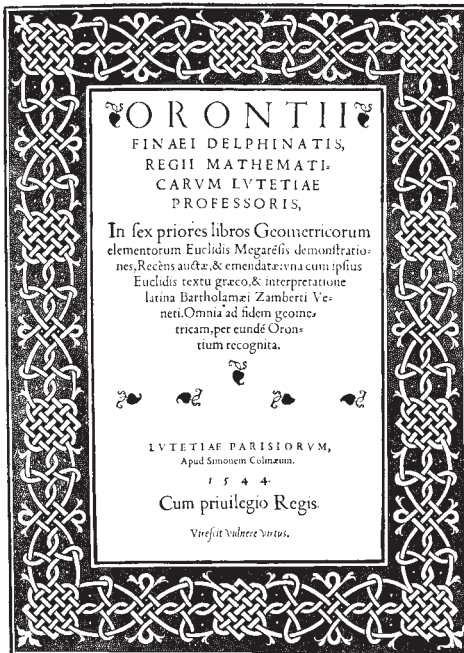 ORONTII
FINAEI DELPHINATIS,
REGII MATHEMATI-
CARVM LVTETIAE
PROFESSORIS,
In ſex priores libros Geometricorum
elementorum Euclidis Megarēſis demonſtratio-
nes, Recèns auctæ, & emendatæ: vna cum ipſius
Euclidis textu græco, & interpretatione
latina Bartholamæi Zamberti Ve-
neti. Omnia ad fidem geome-
tricam, per eundē Oron-
tium recognita.
LVTETIAE PARISIORVM,
Apud Simonem Colinæum.
1544.
Cum priuilegio Regis.
Vireſcit vulnere virtus.